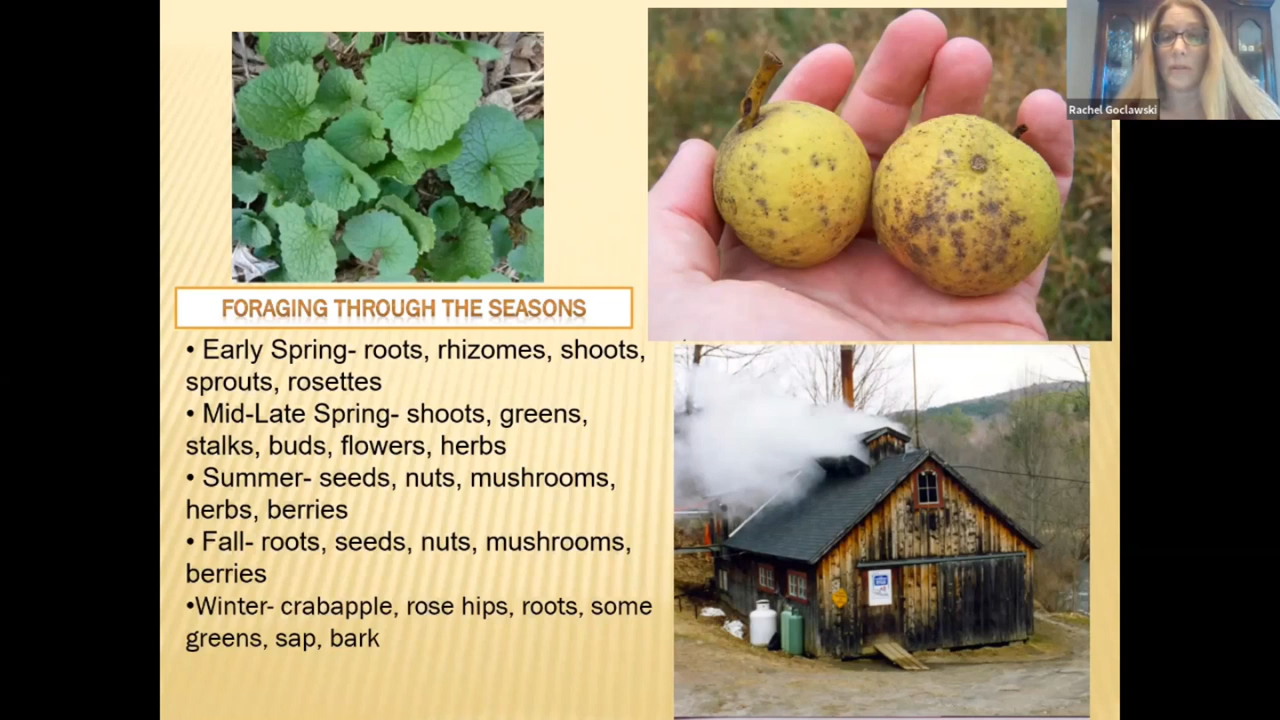 Rachel Goclawski
FORAGING THROUGH THE SEASONS
• Early Spring- roots, rhizomes, shoots,
sprouts, rosettes
• Mid-Late Spring- shoots, greens,
stalks, buds, flowers, herbs
• Summer- seeds, nuts, mushrooms,
herbs, berries
• Fall- roots, seeds, nuts, mushrooms,
berries
•Winter- crabapple, rose hips, roots, some
greens, sap, bark